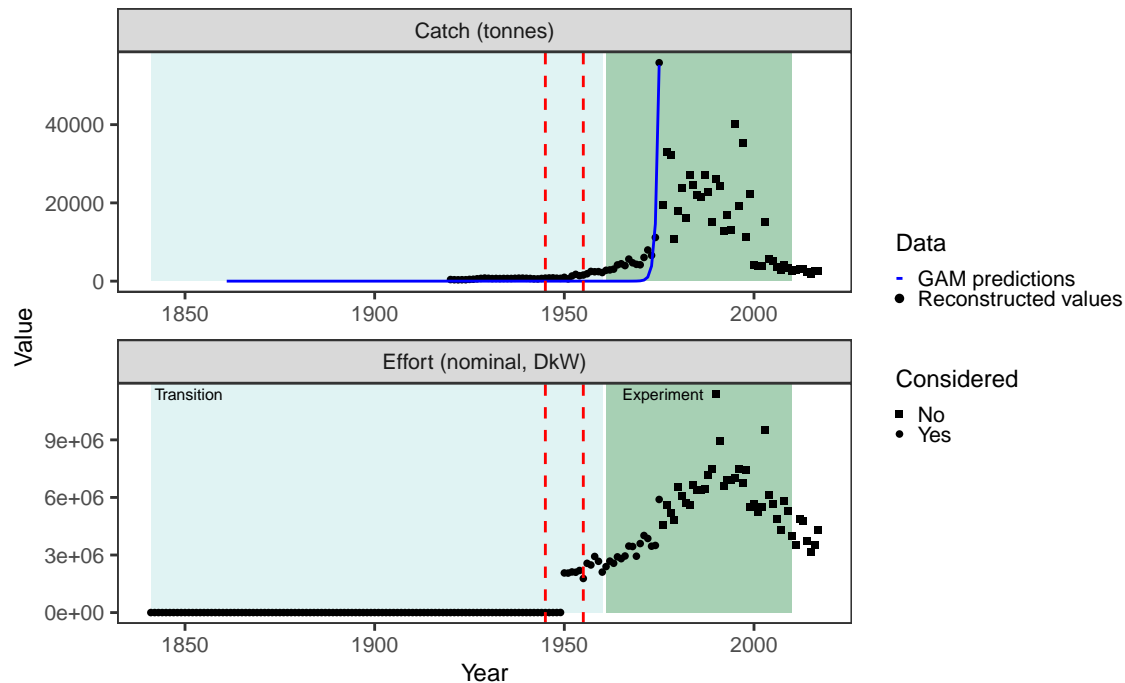 Catch (tonnes)
40000
20000
0
1850 1900 1950 2000
Value
Effort (nominal, DkW)
Transition Experiment
9e+06
6e+06
3e+06
0e+00
1850 1900 1950 2000
Year
Data
GAM predictions
Reconstructed values
Considered
No
Yes